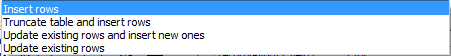 Insert rows
Truncate table and insert rows
Update existing rows and insert new ones
Update existing rows